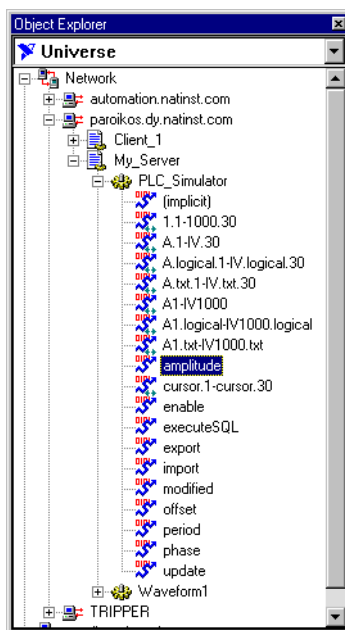 Object Explorer
Universe
Network
automation.natinst.com
paroikos.dy.natinst.com
Client_1
My_Server
PLC_Simulator
(implicit)
1.1-1000.30
A.1-IV.30
A.logical.1-IV.logical.30
A.txt.1-IV.txt.30
A1-IV1000
A1.logical-IV1000.logical
A1.txt-IV1000.txt
amplitude
cursor.1-cursor.30
enable
executeSQL
export
import
modified
offset
period
phase
update
Waveform1
TRIPPER